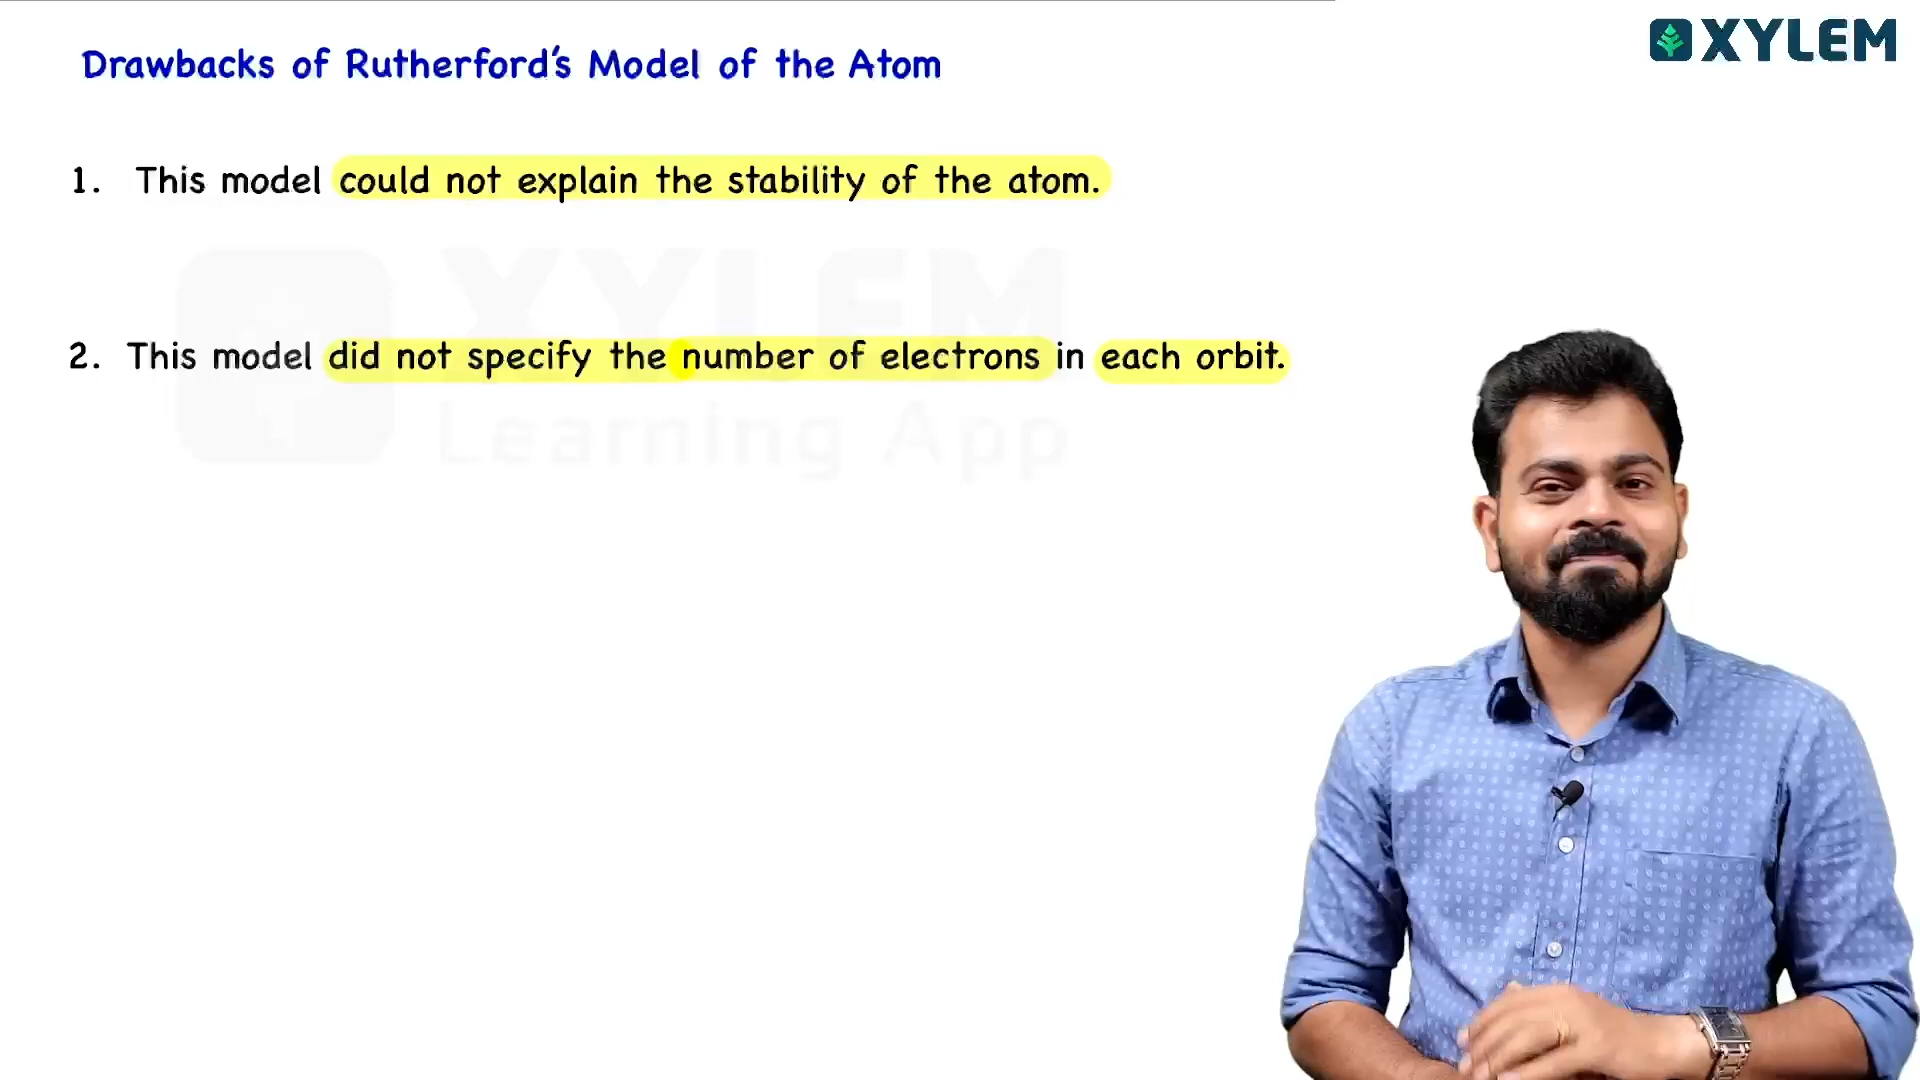 XYLEM
Drawbacks of Rutherford's Model of the Atom
1. This model could not explain the stability of the atom.
XYLEM
2. This model did not specify the number of electrons in each orbit.
Learning App